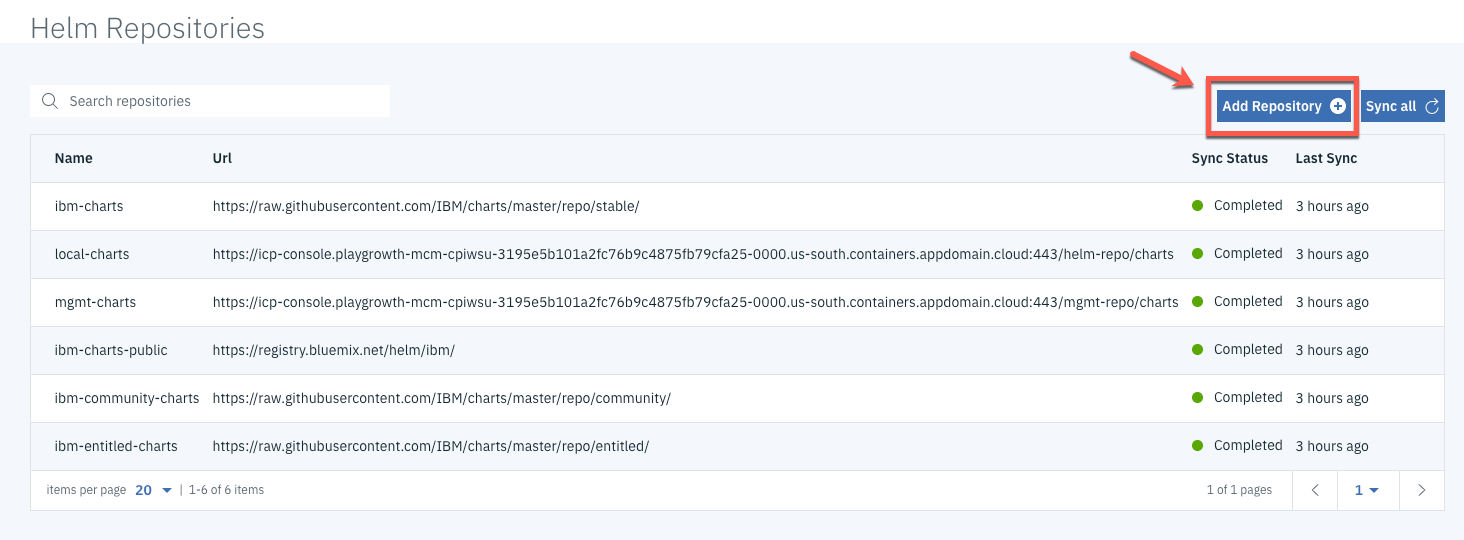 Helm Repositories
Search repositories
Add Repository
Sync all
Name Url Sync Status Last Sync
ibm-charts https://raw.githubusercontent.com/IBM/charts/master/repo/stable/ Completed 3 hours ago
local-charts https://icp-console.playgrowth-mcm-cpiwsu-3195e5b101a2fc76b9c4875fb79cfa25-0000.us-south.containers.appdomain.cloud:443/helm-repo/charts Completed 3 hours ago
mgmt-charts https://icp-console.playgrowth-mcm-cpiwsu-3195e5b101a2fc76b9c4875fb79cfa25-0000.us-south.containers.appdomain.cloud:443/mgmt-repo/charts Completed 3 hours ago
ibm-charts-public https://registry.bluemix.net/helm/ibm/ Completed 3 hours ago
ibm-community-charts https://raw.githubusercontent.com/IBM/charts/master/repo/community/ Completed 3 hours ago
ibm-entitled-charts https://raw.githubusercontent.com/IBM/charts/master/repo/entitled/ Completed 3 hours ago
items per page 20 | 1-6 of 6 items 1 of 1 pages 1